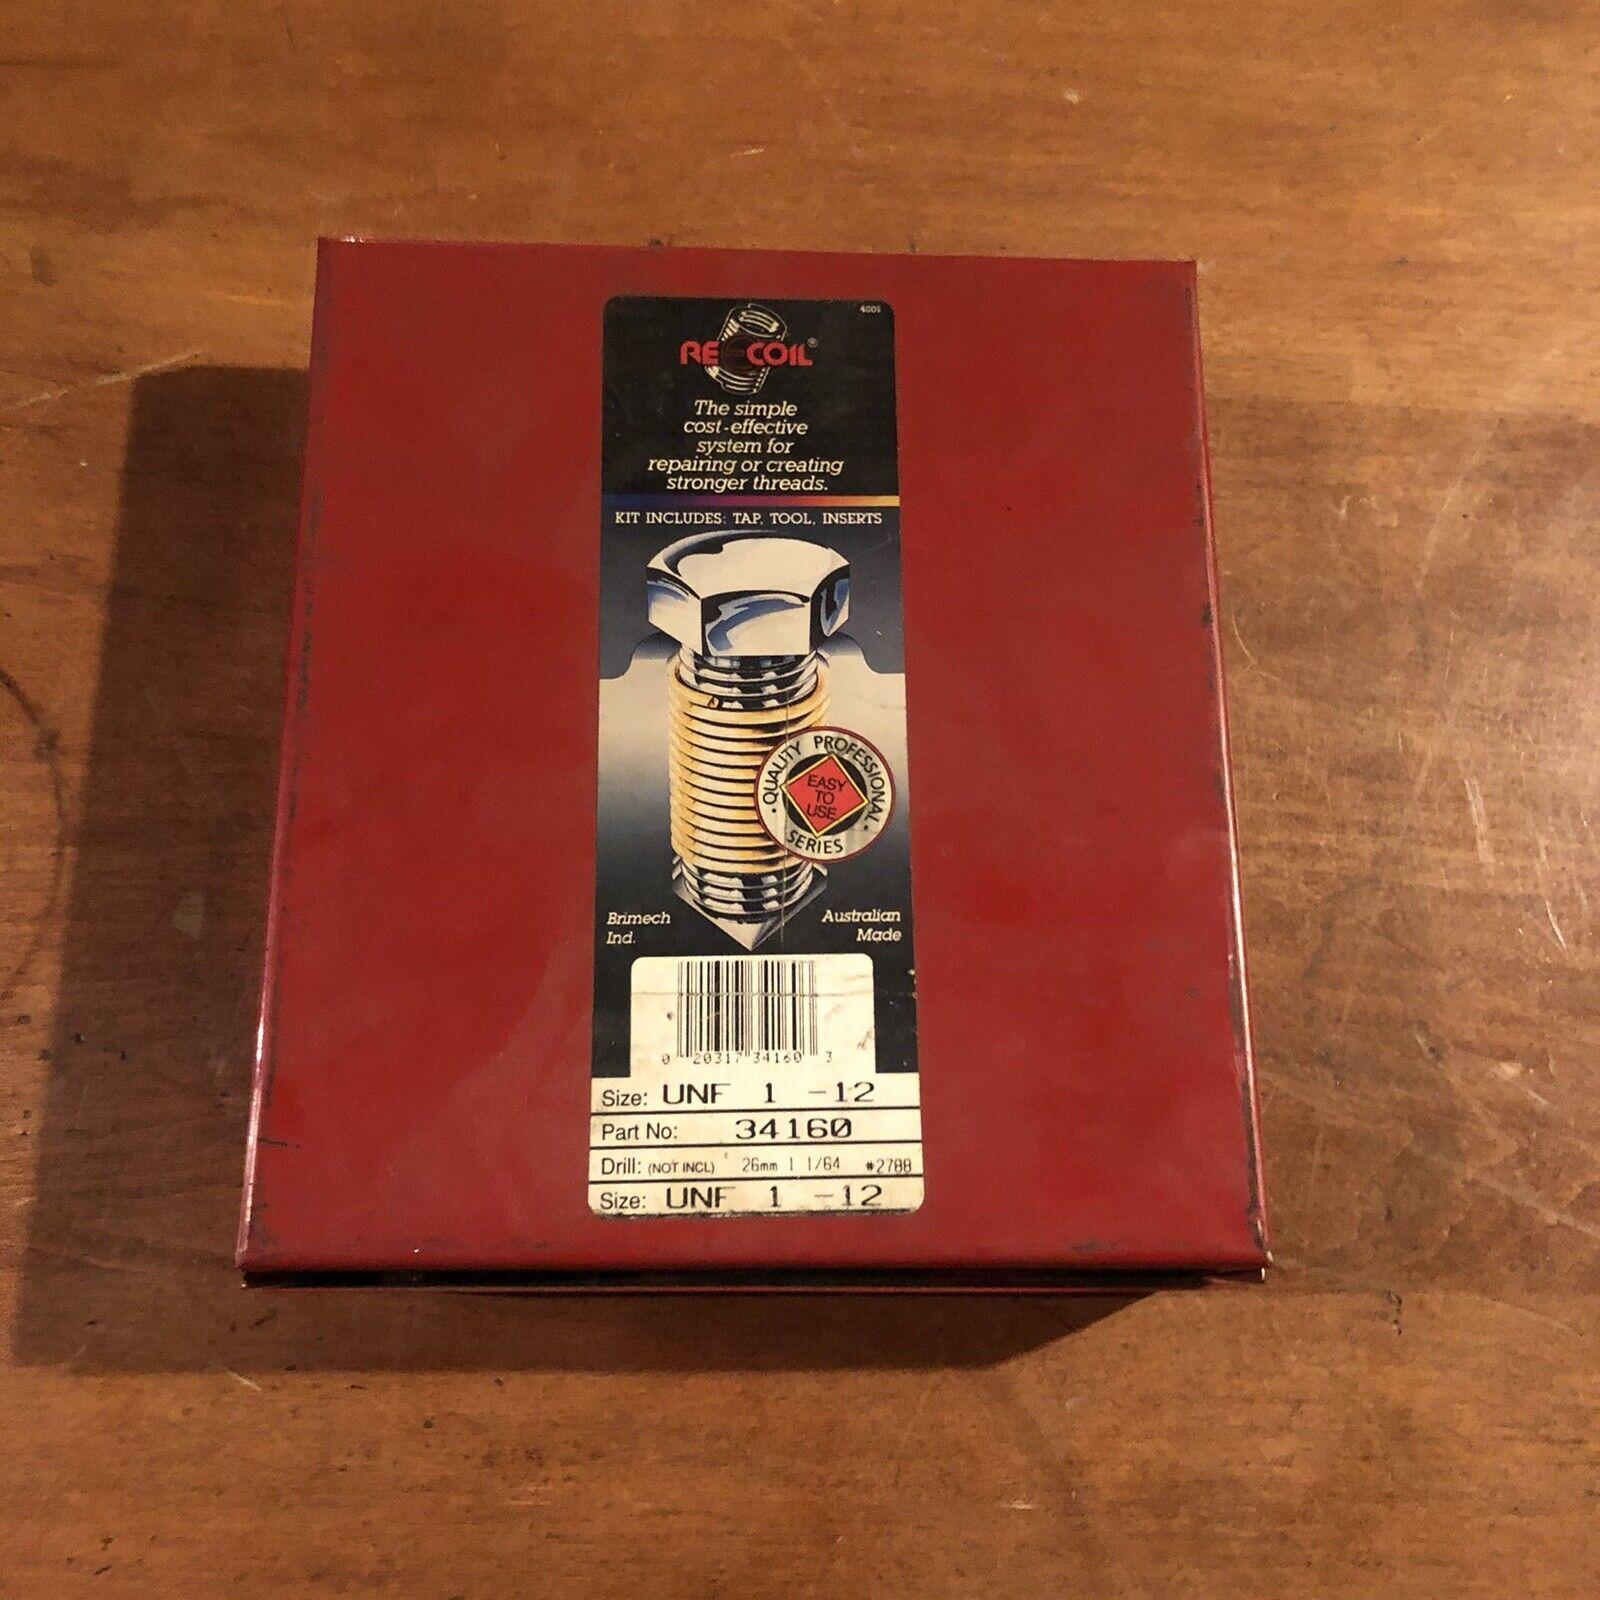 4001
RECOIL®
The simple
cost-effective
system for
repairing or creating
stronger threads.
KIT INCLUDES: TAP, TOOL, INSERTS
· QUALITY PROFESSIONAL ·
EASY
TO
USE
SERIES
Brimech
Ind.
Australian
Made
0 20317 34160 3
Size: UNF 1 -12
Part No: 34160
Drill: (NOT INCL) 26mm 1 1/64 #2788
Size: UNF 1 -12